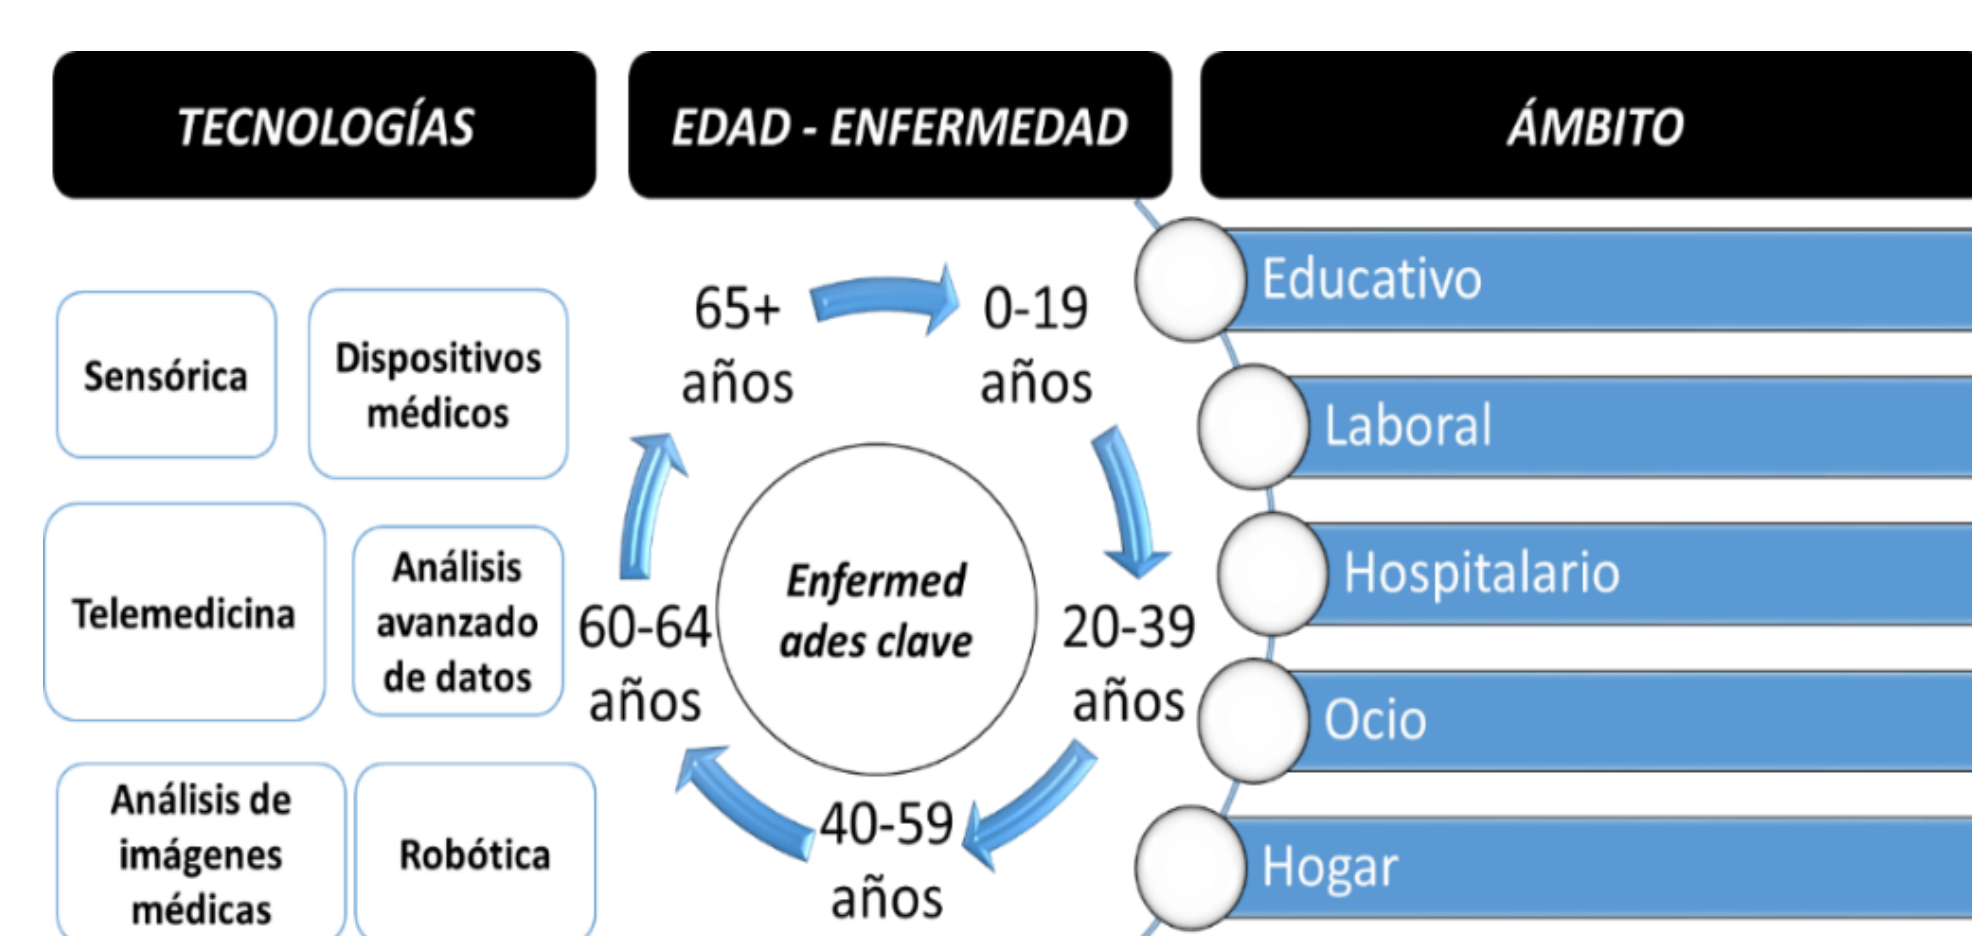 TECNOLOGÍAS
EDAD - ENFERMEDAD
ÁMBITO
Sensórica
Dispositivos
médicos
Telemedicina
Análisis
avanzado
de datos
Análisis de
imágenes
médicas
Robótica
65+
años
0-19
años
20-39
años
40-59
años
60-64
años
Enfermed
ades clave
Educativo
Laboral
Hospitalario
Ocio
Hogar